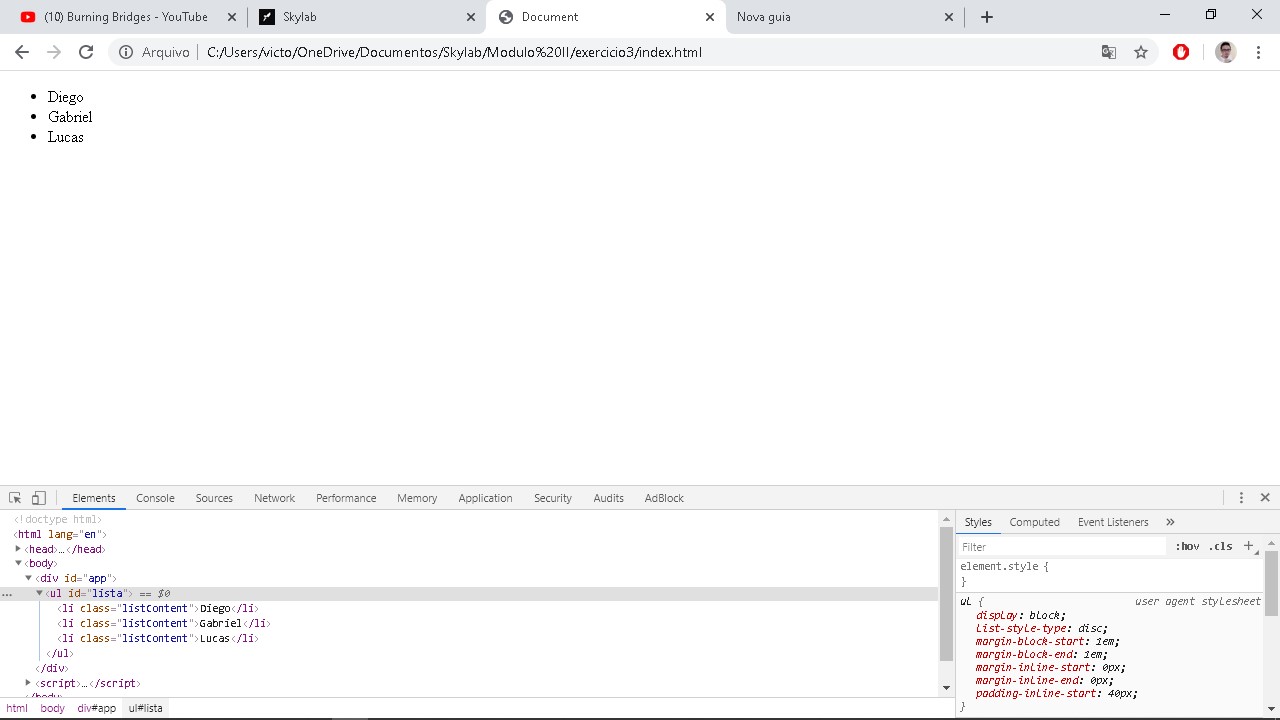 (10) Burning Bridges - YouTube Skylab Document Nova guia
Arquivo C:/Users/victo/OneDrive/Documentos/Skylab/Modulo%20II/exercicio3/index.html
Diego
Gabriel
Lucas
Elements Console Sources Network Performance Memory Application Security Audits AdBlock
<!doctype html>
<html lang="en">
<head>…</head>
<body>
<div id="app">
<ul id="lista"> == $0
<li class="listContent">Diego</li>
<li class="listContent">Gabriel</li>
<li class="listContent">Lucas</li>
</ul>
</div>
<script>…</script>
</body>
html body div#app ul#lista
Styles Computed Event Listeners »
Filter :hov .cls +
element.style {
}
ul { user agent stylesheet
display: block;
list-style-type: disc;
margin-block-start: 1em;
margin-block-end: 1em;
margin-inline-start: 0px;
margin-inline-end: 0px;
padding-inline-start: 40px;
}